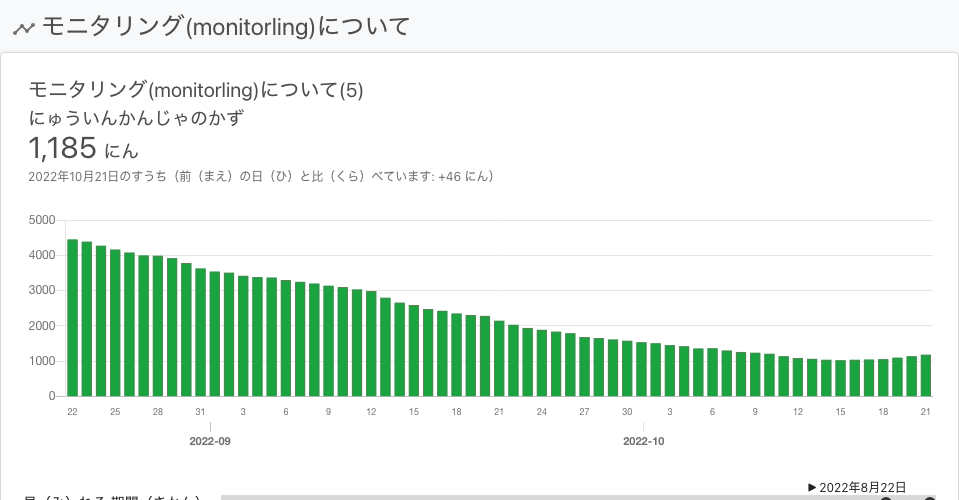 モニタリング(monitorling)について
モニタリング(monitorling)について(5)
にゅういんかんじゃのかず
1,185 にん
2022年10月21日のすうち（前（まえ）の日（ひ）と比（くら）べています: +46 にん）
5000
4000
3000
2000
1000
0
22 25 28 31 3 6 9 12 15 18 21 24 27 30 3 6 9 12 15 18 21
2022-09 2022-10
▶ 2022年8月22日
見（み）れる 期間（きかん）